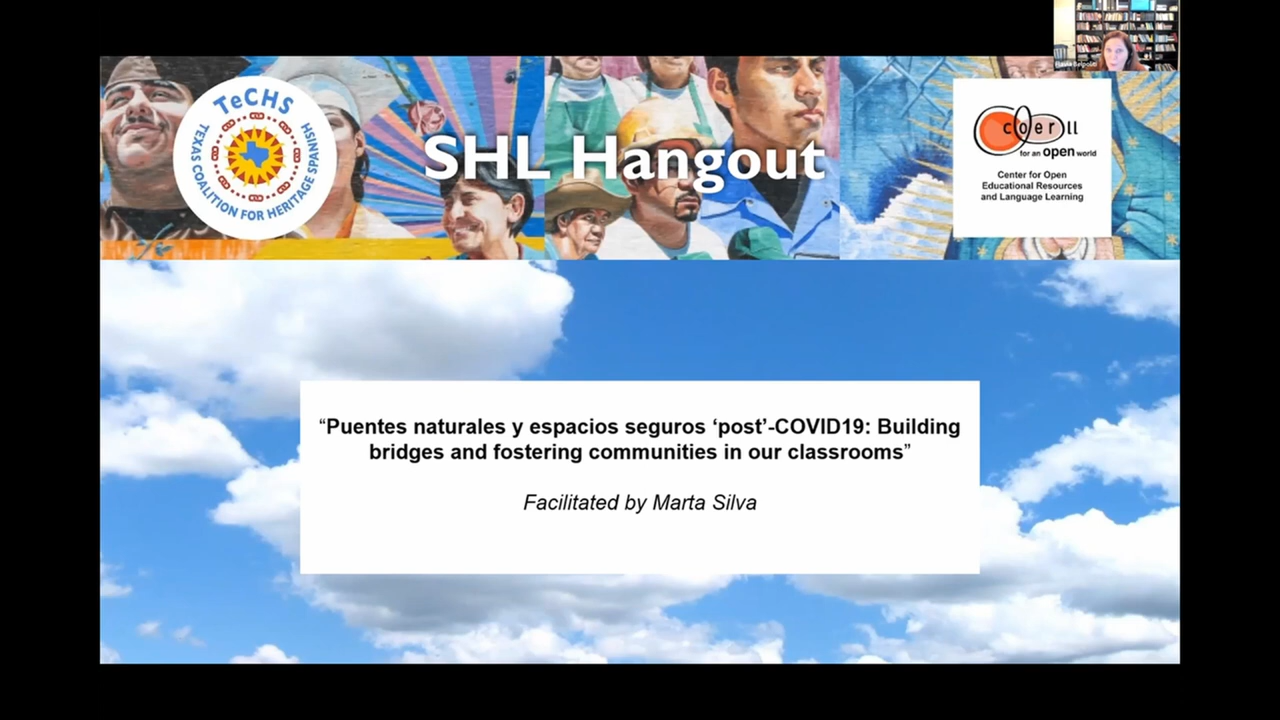 Flavia Belpoliti
TeCHS
TEXAS COALITION FOR HERITAGE SPANISH
SHL Hangout
coerll
for an open world
Center for Open
Educational Resources
and Language Learning
“Puentes naturales y espacios seguros ‘post’-COVID19: Building
bridges and fostering communities in our classrooms”
Facilitated by Marta Silva